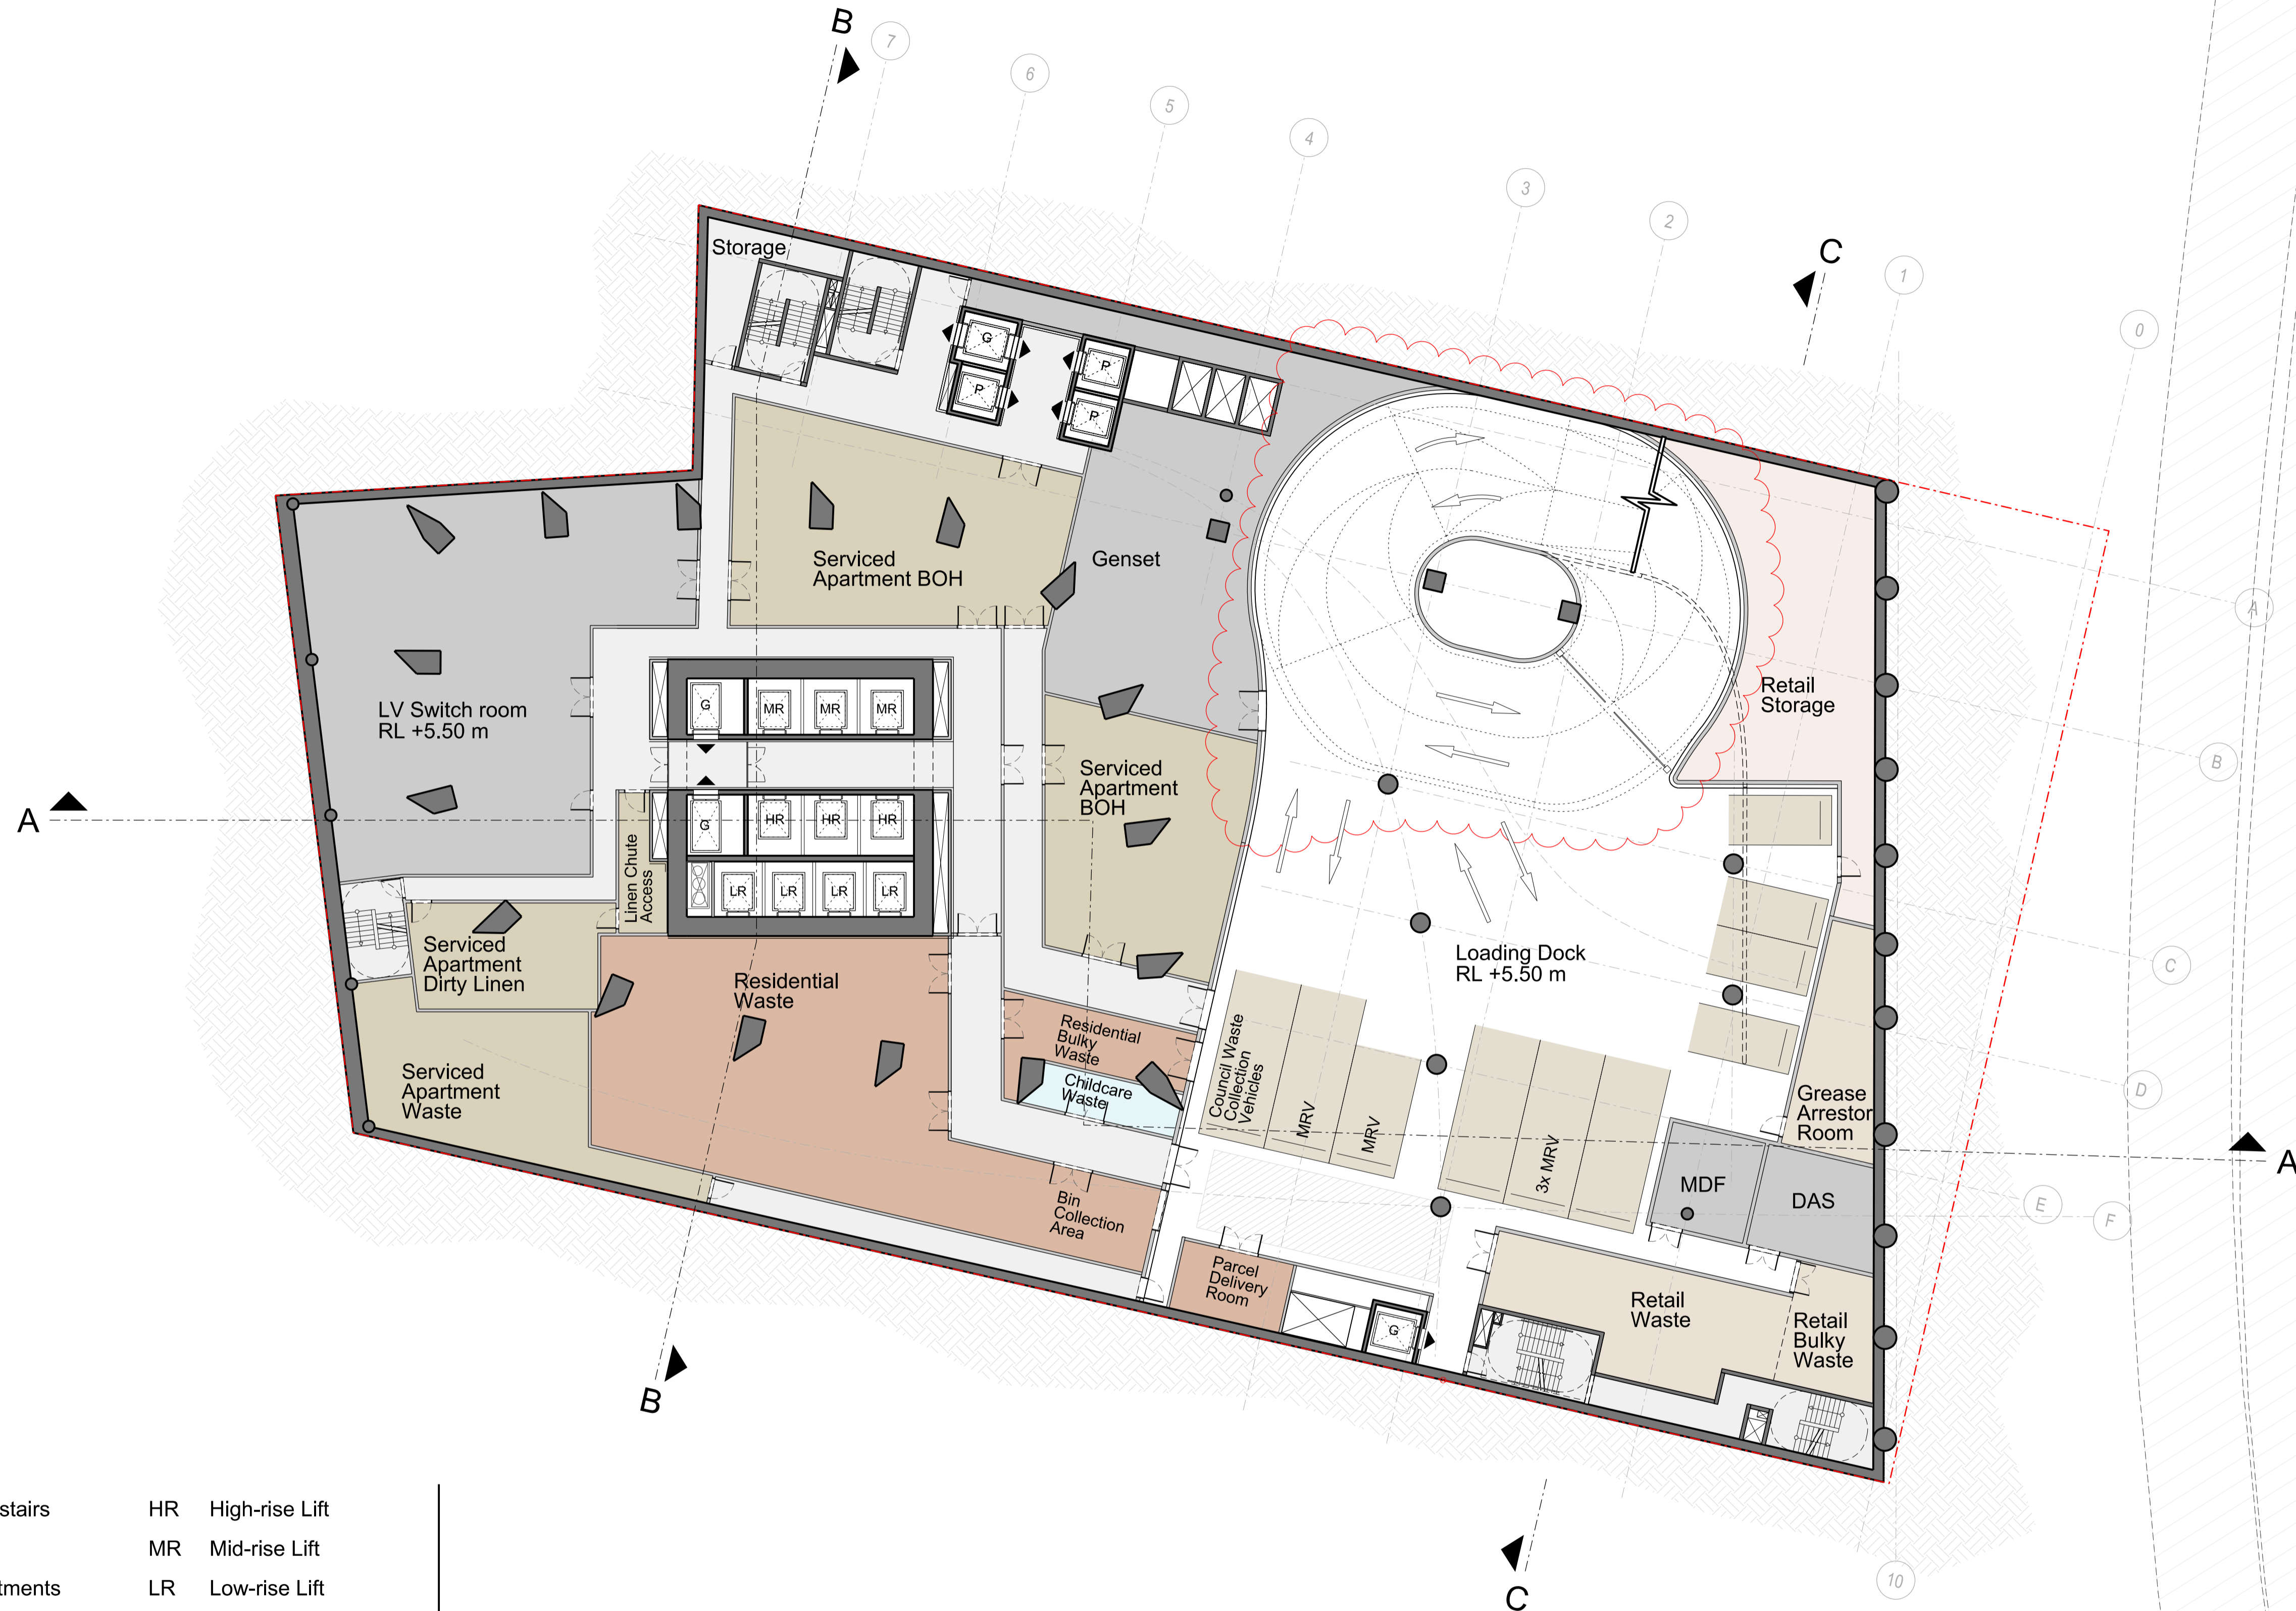 B
7
6
5
4
3
2
C
1
0
Storage
G
P
P
P
A
Serviced
Apartment BOH
Genset
LV Switch room
RL +5.50 m
G
MR
MR
MR
Retail
Storage
B
Serviced
Apartment
BOH
A
G
HR
HR
HR
Linen Chute
Access
LR
LR
LR
LR
Serviced
Apartment
Dirty Linen
Residential
Waste
Loading Dock
RL +5.50 m
C
Residential
Bulky
Waste
Childcare
Waste
Council Waste
Collection
Vehicles
MRV
MRV
3x MRV
Serviced
Apartment
Waste
Grease
Arrestor
Room
D
A
MDF
DAS
E
F
Bin
Collection
Area
Parcel
Delivery
Room
G
Retail
Waste
Retail
Bulky
Waste
B
C
10
stairs
HR High-rise Lift
MR Mid-rise Lift
tments
LR Low-rise Lift